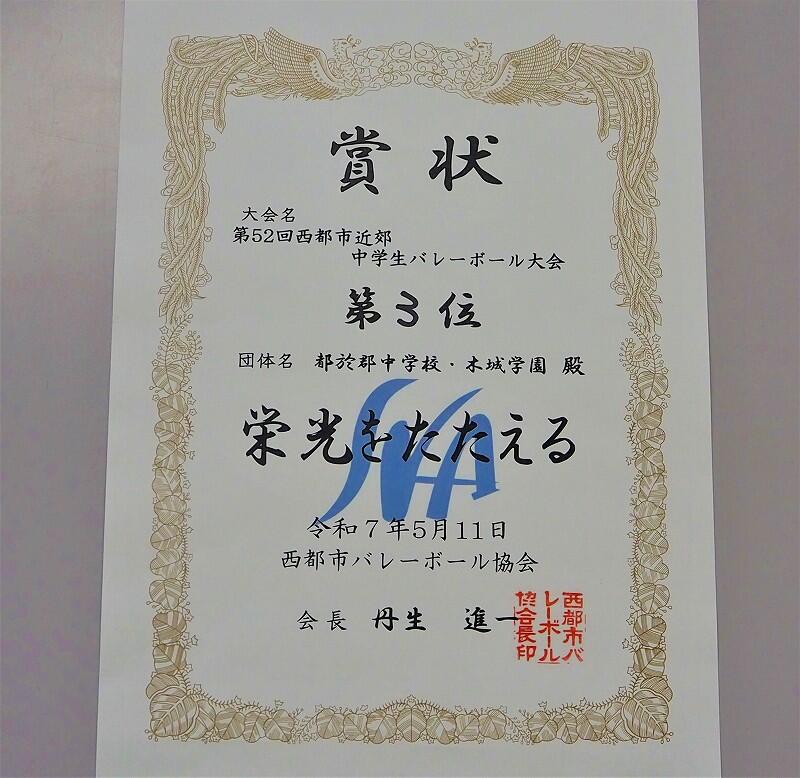 賞状
大会名
第52回西都市近郊
中学生バレーボール大会
第3位
団体名 都於郡中学校・木城学園 殿
栄光をたたえる
SVA
令和7年5月11日
西都市バレーボール協会
会長 丹生 進一
西都市バ
レーボール
協会長印